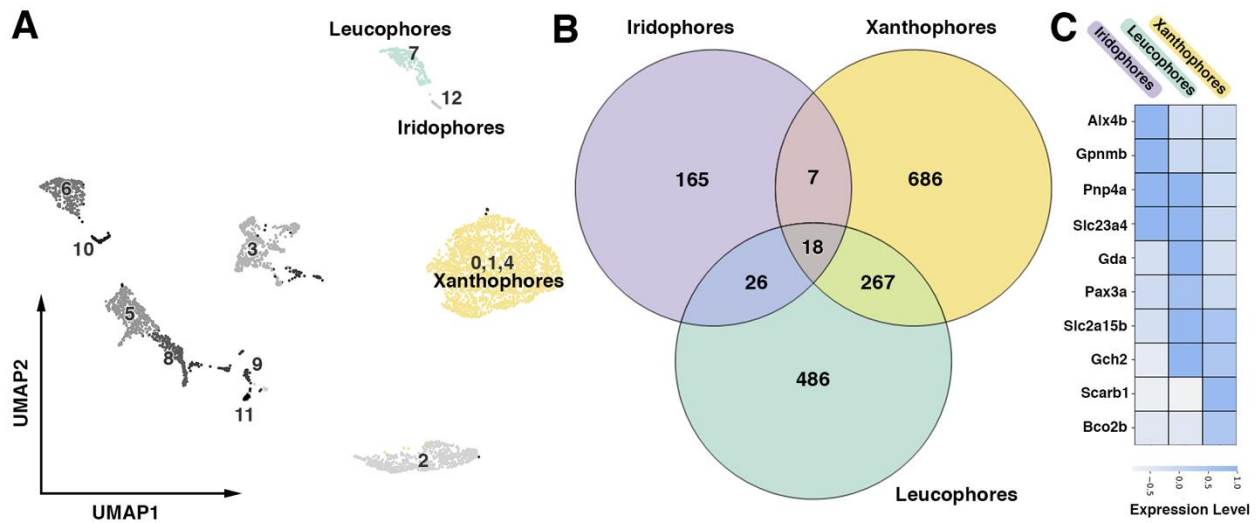 A
Leucophores
7
12
Iridophores
6
10
3
0,1,4
Xanthophores
5
8
9
11
2
UMAP2
UMAP1
B
Iridophores
Xanthophores
165
7
686
18
26
267
486
Leucophores
C
Iridophores
Leucophores
Xanthophores
Alx4b
Gpnmb
Pnp4a
Slc23a4
Gda
Pax3a
Slc2a15b
Gch2
Scarb1
Bco2b
−0.5 0.0 0.5 1.0
Expression Level